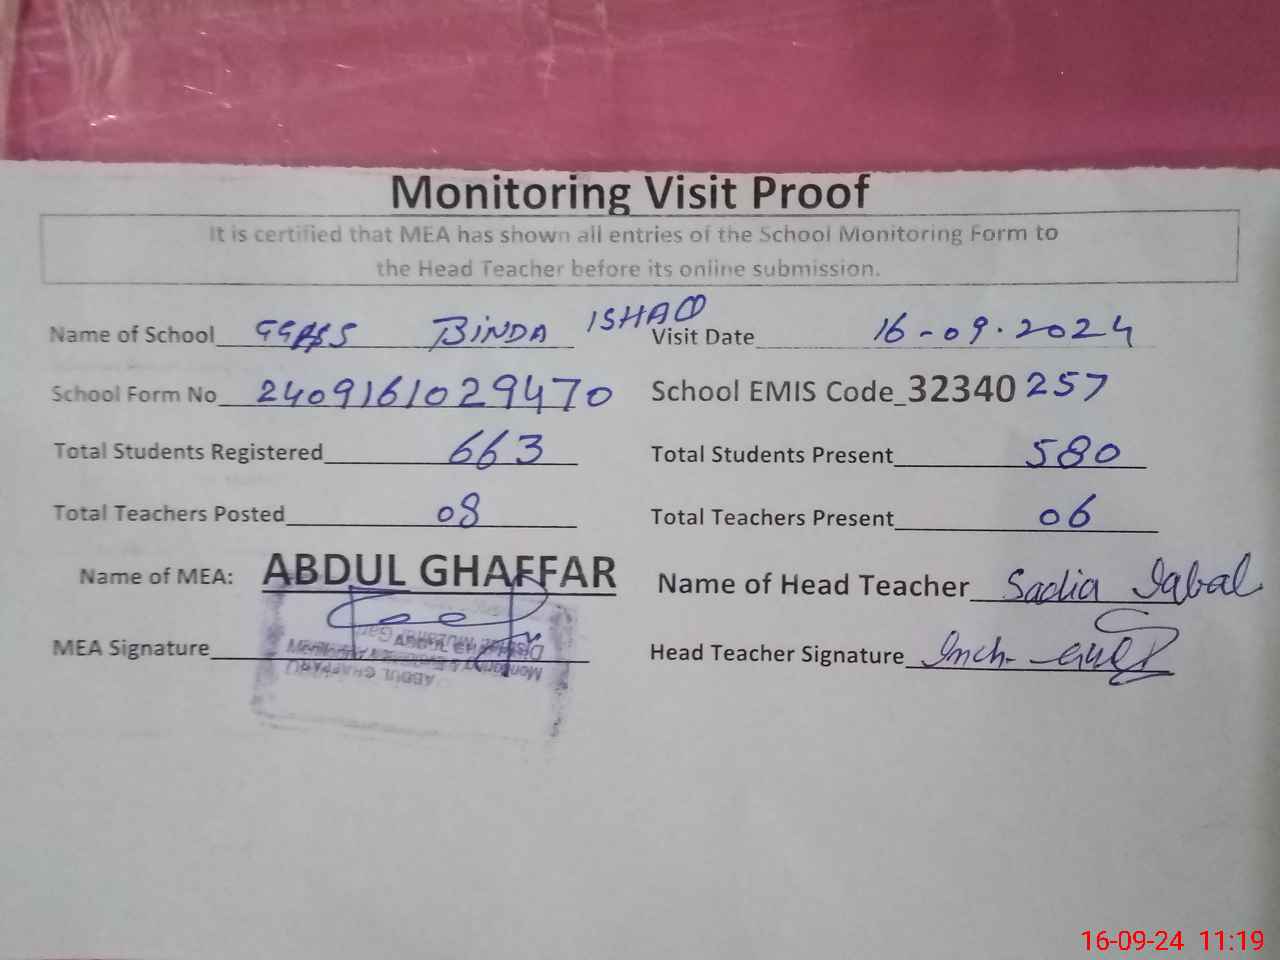 Monitoring Visit Proof
It is certified that MEA has shown all entries of the School Monitoring Form to
the Head Teacher before its online submission.
Name of School BINDA ISHAQ Visit Date 16-09-2024
School Form No 2409161029470 School EMIS Code 32340257
Total Students Registered 663 Total Students Present 580
Total Teachers Posted 08 Total Teachers Present 06
Name of MEA: ABDUL GHAFFAR Name of Head Teacher Sadia Iqbal
MEA Signature Head Teacher Signature
ABDUL GHAFFAR
16-09-24 11:19